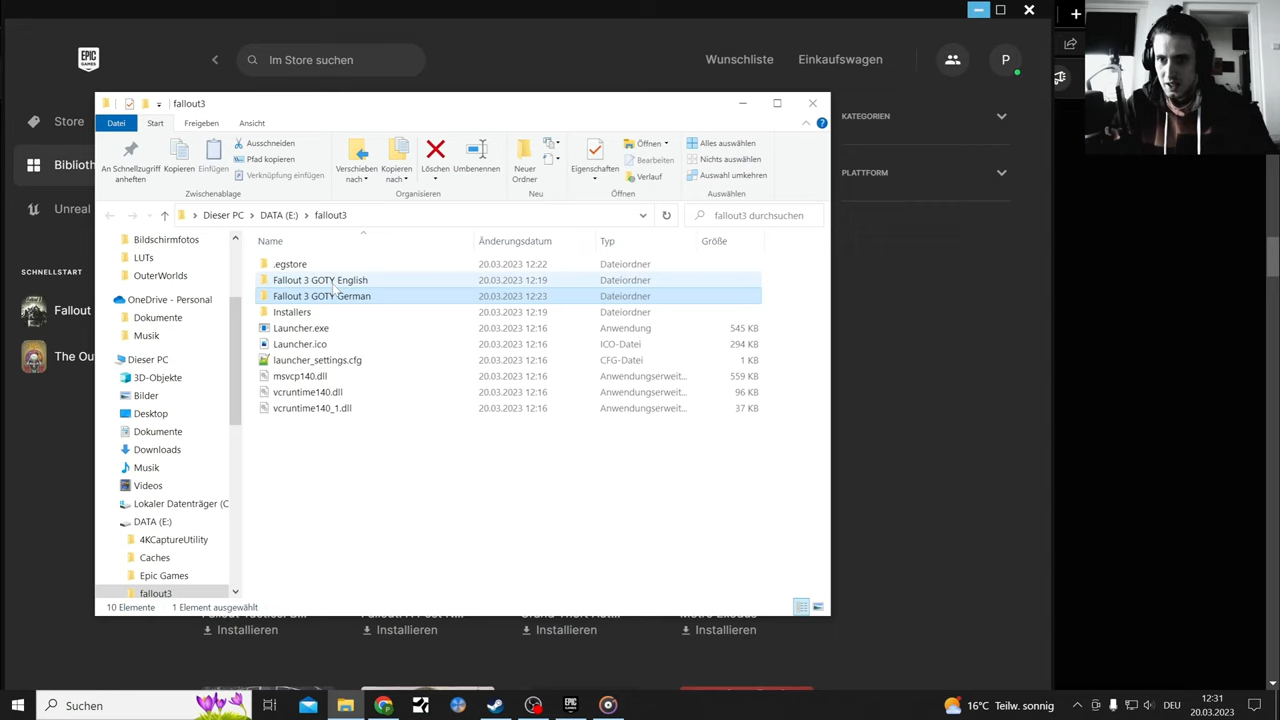 EPIC
GAMES
Im Store suchen
Wunschliste
Einkaufswagen
P
Store
Biblioth
Unreal
SCHNELLSTART
Fallout
The Out
KATEGORIEN
PLATTFORM
fallout3
Datei
Start
Freigeben
Ansicht
An Schnellzugriff
anheften
Kopieren
Einfügen
Ausschneiden
Pfad kopieren
Verknüpfung einfügen
Zwischenablage
Verschieben
nach
Kopieren
nach
Löschen
Umbenennen
Organisieren
Neuer
Ordner
Neu
Eigenschaften
Öffnen
Bearbeiten
Verlauf
Öffnen
Alles auswählen
Nichts auswählen
Auswahl umkehren
Auswählen
Dieser PC > DATA (E:) > fallout3
fallout3 durchsuchen
Bildschirmfotos
LUTs
OuterWorlds
OneDrive - Personal
Dokumente
Musik
Dieser PC
3D-Objekte
Bilder
Desktop
Dokumente
Downloads
Musik
Videos
Lokaler Datenträger (C
DATA (E:)
4KCaptureUtility
Caches
Epic Games
fallout3
Name Änderungsdatum Typ Größe
.egstore 20.03.2023 12:22 Dateiordner
Fallout 3 GOTY English 20.03.2023 12:19 Dateiordner
Fallout 3 GOTY German 20.03.2023 12:23 Dateiordner
Installers 20.03.2023 12:19 Dateiordner
Launcher.exe 20.03.2023 12:16 Anwendung 545 KB
Launcher.ico 20.03.2023 12:16 ICO-Datei 294 KB
launcher_settings.cfg 20.03.2023 12:16 CFG-Datei 1 KB
msvcp140.dll 20.03.2023 12:16 Anwendungserweit... 559 KB
vcruntime140.dll 20.03.2023 12:16 Anwendungserweit... 96 KB
vcruntime140_1.dll 20.03.2023 12:16 Anwendungserweit... 37 KB
10 Elemente 1 Element ausgewählt
Installieren
Installieren
Installieren
Installieren
Suchen
16°C Teilw. sonnig
DEU
12:31
20.03.2023